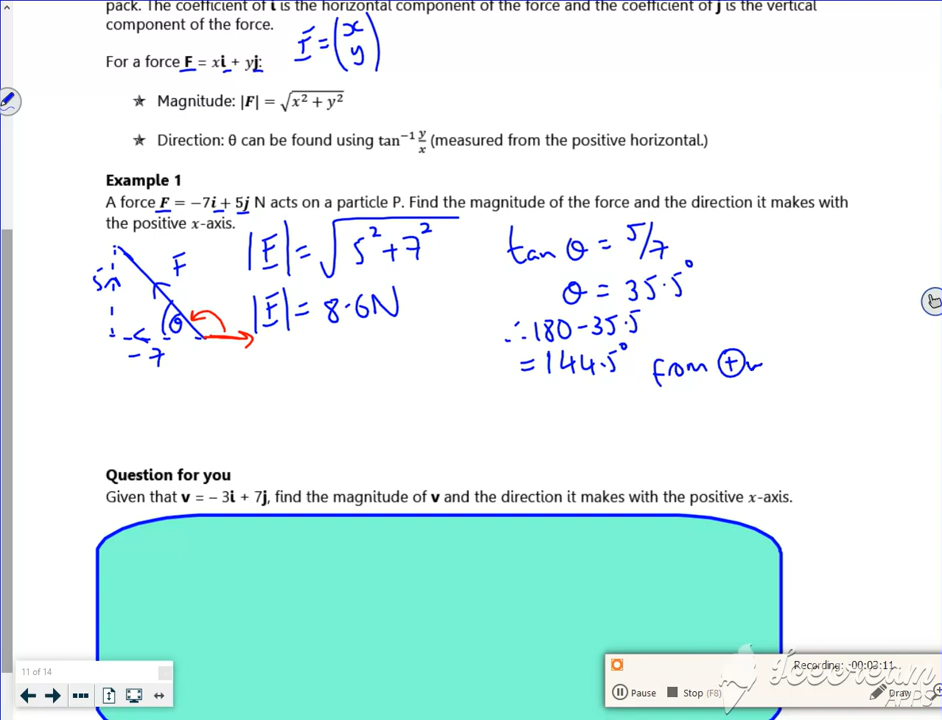 pack. The coefficient of i is the horizontal component of the force and the coefficient of j is the vertical
component of the force.
F = (x y)
For a force F = xi + yj:
★ Magnitude: |F| = √x² + y²
★ Direction: θ can be found using tan⁻¹ y/x (measured from the positive horizontal.)
Example 1
A force F = −7i + 5j N acts on a particle P. Find the magnitude of the force and the direction it makes with
the positive x-axis.
|F| = √5² + 7²
|F| = 8.6N
5
F
θ
-7
tan θ = 5/7
θ = 35.5°
∴ 180 - 35.5
= 144.5° from +v
Question for you
Given that v = − 3i + 7j, find the magnitude of v and the direction it makes with the positive x-axis.
11 of 14
Recording: -00:03:11
Pause Stop (F8) Draw
Icecream
APPS